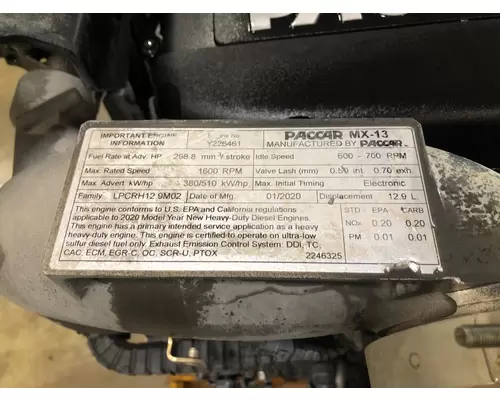 IMPORTANT ENGINE INFORMATION
Y226461
PACCAR MX-13
MANUFACTURED BY PACCAR
Fuel Rate at Adv. HP 298.8 mm³/stroke Idle Speed 600 - 700 RPM
Max. Rated Speed 1600 RPM Valve Lash (mm) 0.50 int 0.70 exh
Max. Advert kW/hp 380/510 kW/hp Max. Initial Timing Electronic
Family LPCRH12.9M02 Date of Mfg 01/2020 Displacement 12.9 L
This engine conforms to U.S. EPA and California regulations
applicable to 2020 Model Year New Heavy-Duty Diesel Engines.
This engine has a primary intended service application as a heavy
heavy-duty engine. This engine is certified to operate on ultra-low
sulfur diesel fuel only. Exhaust Emission Control System: DDI, TC,
CAC, ECM, EGR-C, OC, SCR-U, PTOX
STD EPA CARB
NOx 0.20 0.20
PM 0.01 0.01
2246325